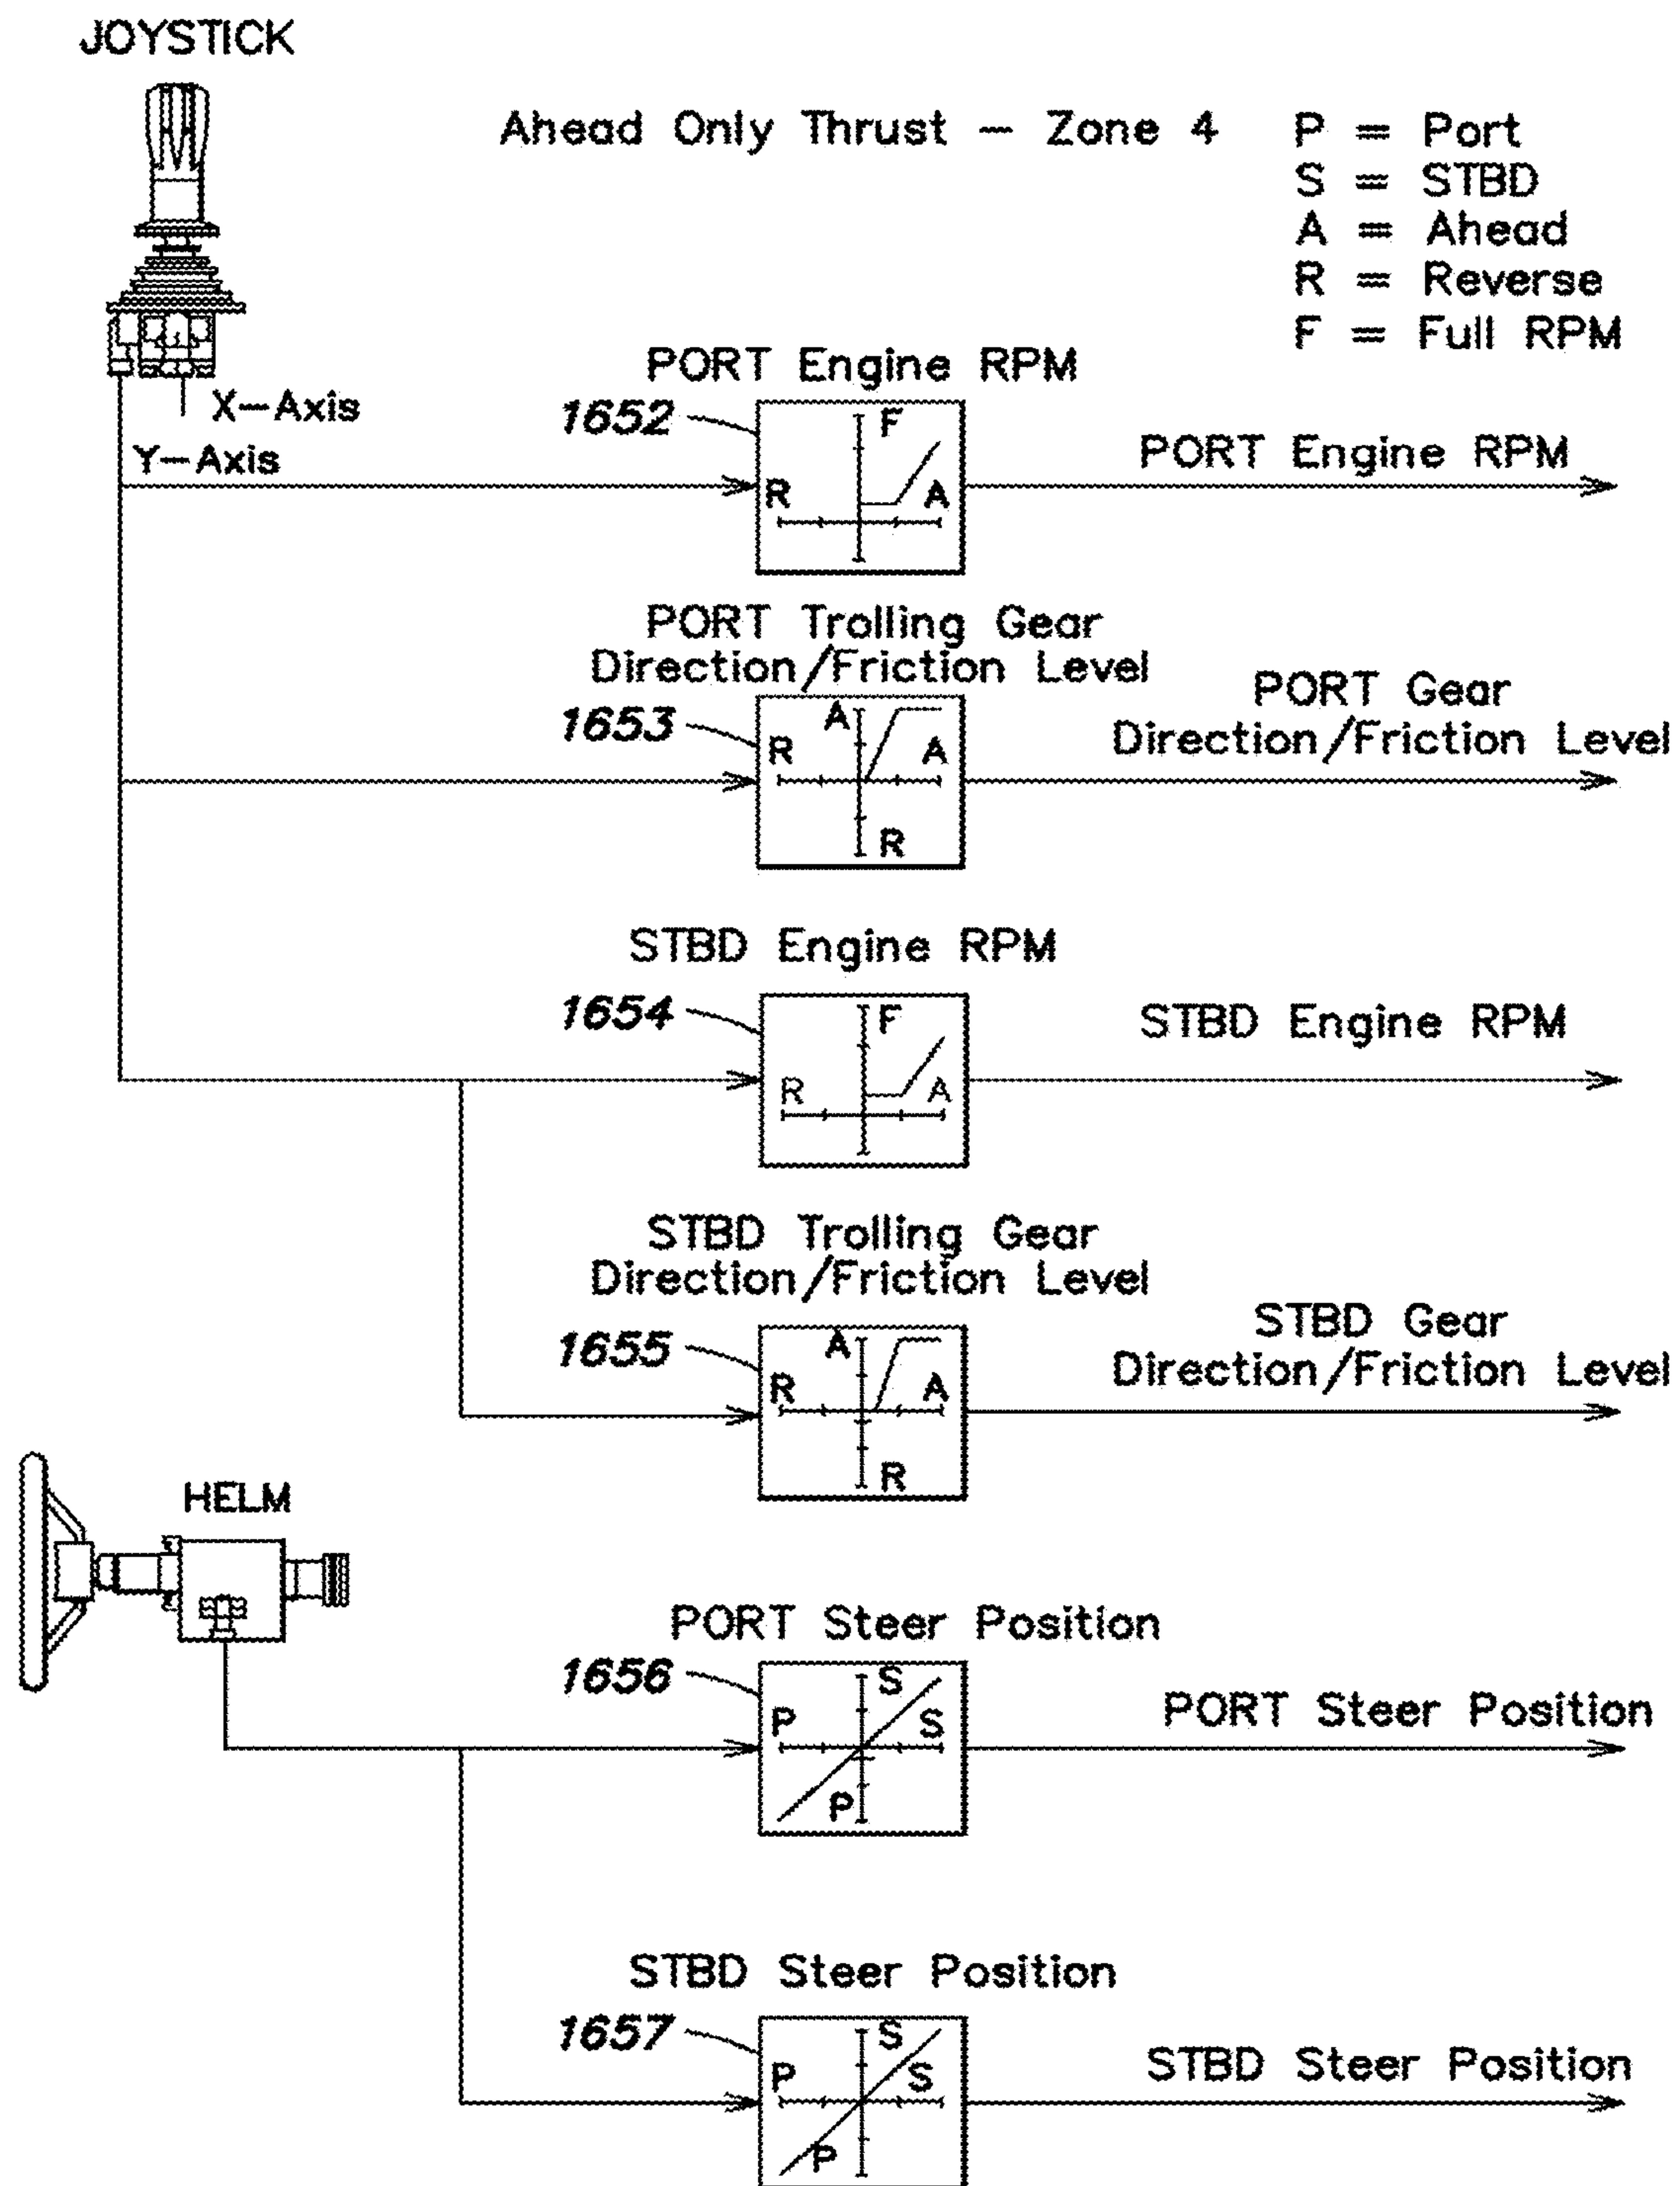 JOYSTICK
Ahead Only Thrust – Zone 4
P = Port
S = STBD
A = Ahead
R = Reverse
F = Full RPM
X–Axis
Y–Axis
PORT Engine RPM
1652
F
R
A
PORT Engine RPM
PORT Trolling Gear
Direction/Friction Level
1653
A
R
A
R
PORT Gear
Direction/Friction Level
STBD Engine RPM
1654
F
R
A
STBD Engine RPM
STBD Trolling Gear
Direction/Friction Level
1655
A
R
A
R
STBD Gear
Direction/Friction Level
HELM
PORT Steer Position
1656
S
P
S
P
PORT Steer Position
STBD Steer Position
1657
S
P
S
P
STBD Steer Position